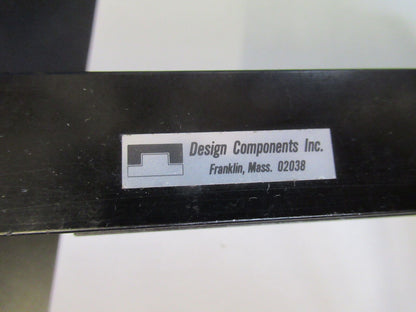 Design Components Inc.
Franklin, Mass. 02038